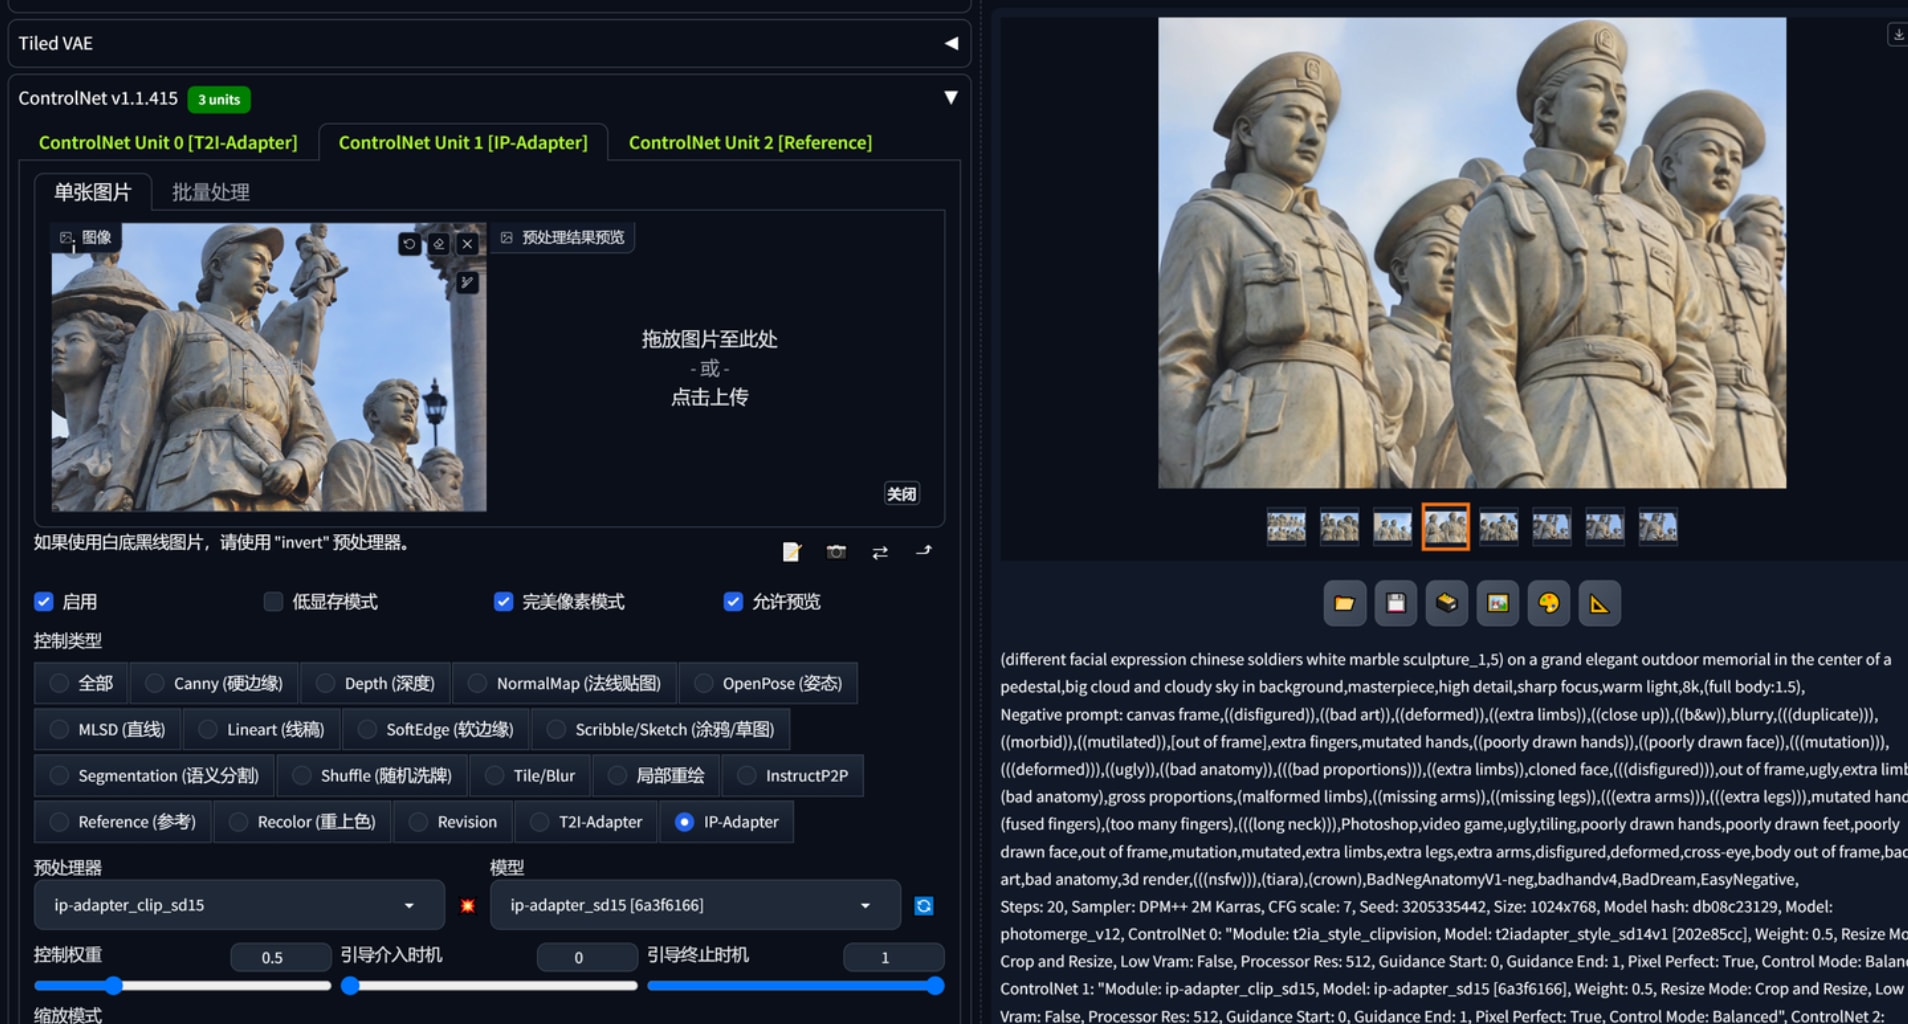 Tiled VAE
ControlNet v1.1.415
3 units
ControlNet Unit 0 [T2I-Adapter]
ControlNet Unit 1 [IP-Adapter]
ControlNet Unit 2 [Reference]
单张图片
批量处理
图像
预处理结果预览
拖放图片至此处
- 或 -
点击上传
关闭
如果使用白底黑线图片，请使用 "invert" 预处理器。
启用
低显存模式
完美像素模式
允许预览
控制类型
全部
Canny (硬边缘)
Depth (深度)
NormalMap (法线贴图)
OpenPose (姿态)
MLSD (直线)
Lineart (线稿)
SoftEdge (软边缘)
Scribble/Sketch (涂鸦/草图)
Segmentation (语义分割)
Shuffle (随机洗牌)
Tile/Blur
局部重绘
InstructP2P
Reference (参考)
Recolor (重上色)
Revision
T2I-Adapter
IP-Adapter
预处理器
模型
ip-adapter_clip_sd15
ip-adapter_sd15 [6a3f6166]
控制权重
0.5
引导介入时机
0
引导终止时机
1
缩放模式
(different facial expression chinese soldiers white marble sculpture_1,5) on a grand elegant outdoor memorial in the center of a
pedestal,big cloud and cloudy sky in background,masterpiece,high detail,sharp focus,warm light,8k,(full body:1.5),
Negative prompt: canvas frame,((disfigured)),((bad art)),((deformed)),((extra limbs)),((close up)),((b&w)),blurry,(((duplicate))),
((morbid)),((mutilated)),[out of frame],extra fingers,mutated hands,((poorly drawn hands)),((poorly drawn face)),(((mutation))),
(((deformed))),((ugly)),((bad anatomy)),(((bad proportions))),((extra limbs)),cloned face,(((disfigured))),out of frame,ugly,extra limb
(bad anatomy),gross proportions,(malformed limbs),((missing arms)),((missing legs)),(((extra arms))),(((extra legs))),mutated hand
(fused fingers),(too many fingers),(((long neck))),Photoshop,video game,ugly,tiling,poorly drawn hands,poorly drawn feet,poorly
drawn face,out of frame,mutation,mutated,extra limbs,extra legs,extra arms,disfigured,deformed,cross-eye,body out of frame,bad
art,bad anatomy,3d render,(((nsfw))),(tiara),(crown),BadNegAnatomyV1-neg,badhandv4,BadDream,EasyNegative,
Steps: 20, Sampler: DPM++ 2M Karras, CFG scale: 7, Seed: 3205335442, Size: 1024x768, Model hash: db08c23129, Model:
photomerge_v12, ControlNet 0: "Module: t2ia_style_clipvision, Model: t2iadapter_style_sd14v1 [202e85cc], Weight: 0.5, Resize Mo
Crop and Resize, Low Vram: False, Processor Res: 512, Guidance Start: 0, Guidance End: 1, Pixel Perfect: True, Control Mode: Balan
ControlNet 1: "Module: ip-adapter_clip_sd15, Model: ip-adapter_sd15 [6a3f6166], Weight: 0.5, Resize Mode: Crop and Resize, Low
Vram: False, Processor Res: 512, Guidance Start: 0, Guidance End: 1, Pixel Perfect: True, Control Mode: Balanced", ControlNet 2: